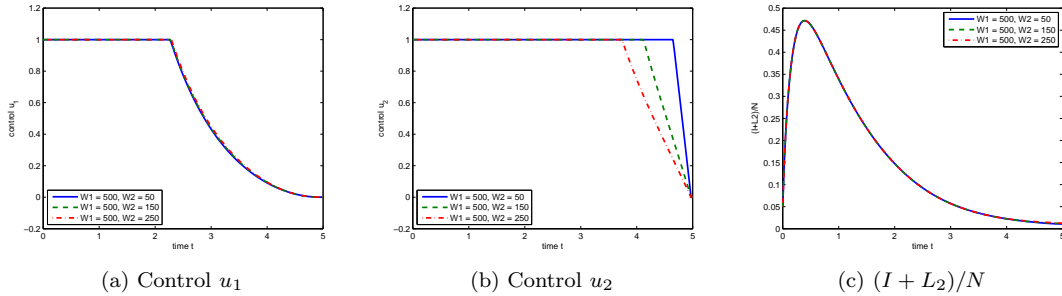 1.2
1
0.8
0.6
0.4
0.2
0
−0.2
0 1 2 3 4 5
control u1
time t
W1 = 500, W2 = 50
W1 = 500, W2 = 150
W1 = 500, W2 = 250
(a) Control u1
1.2
1
0.8
0.6
0.4
0.2
0
−0.2
0 1 2 3 4 5
control u2
time t
W1 = 500, W2 = 50
W1 = 500, W2 = 150
W1 = 500, W2 = 250
(b) Control u2
0.5
0.45
0.4
0.35
0.3
0.25
0.2
0.15
0.1
0.05
0
0 1 2 3 4 5
(I+L2)/N
time t
W1 = 500, W2 = 50
W1 = 500, W2 = 150
W1 = 500, W2 = 250
(c) (I + L2)/N